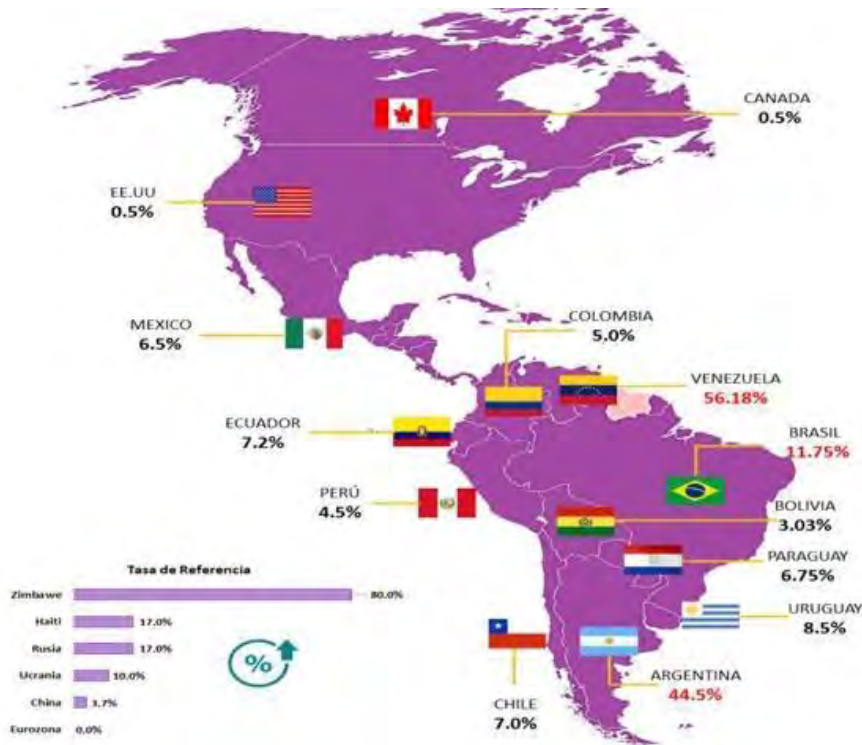 CANADA
0.5%
EE.UU
0.5%
MEXICO
6.5%
COLOMBIA
5.0%
VENEZUELA
56.18%
ECUADOR
7.2%
BRASIL
11.75%
PERÚ
4.5%
BOLIVIA
3.03%
PARAGUAY
6.75%
URUGUAY
8.5%
ARGENTINA
44.5%
CHILE
7.0%
Tasa de Referencia
Zimbawe 80.0%
Haiti 17.0%
Rusia 17.0%
Ucrania 10.0%
China 3.7%
Eurozona 0.0%
%